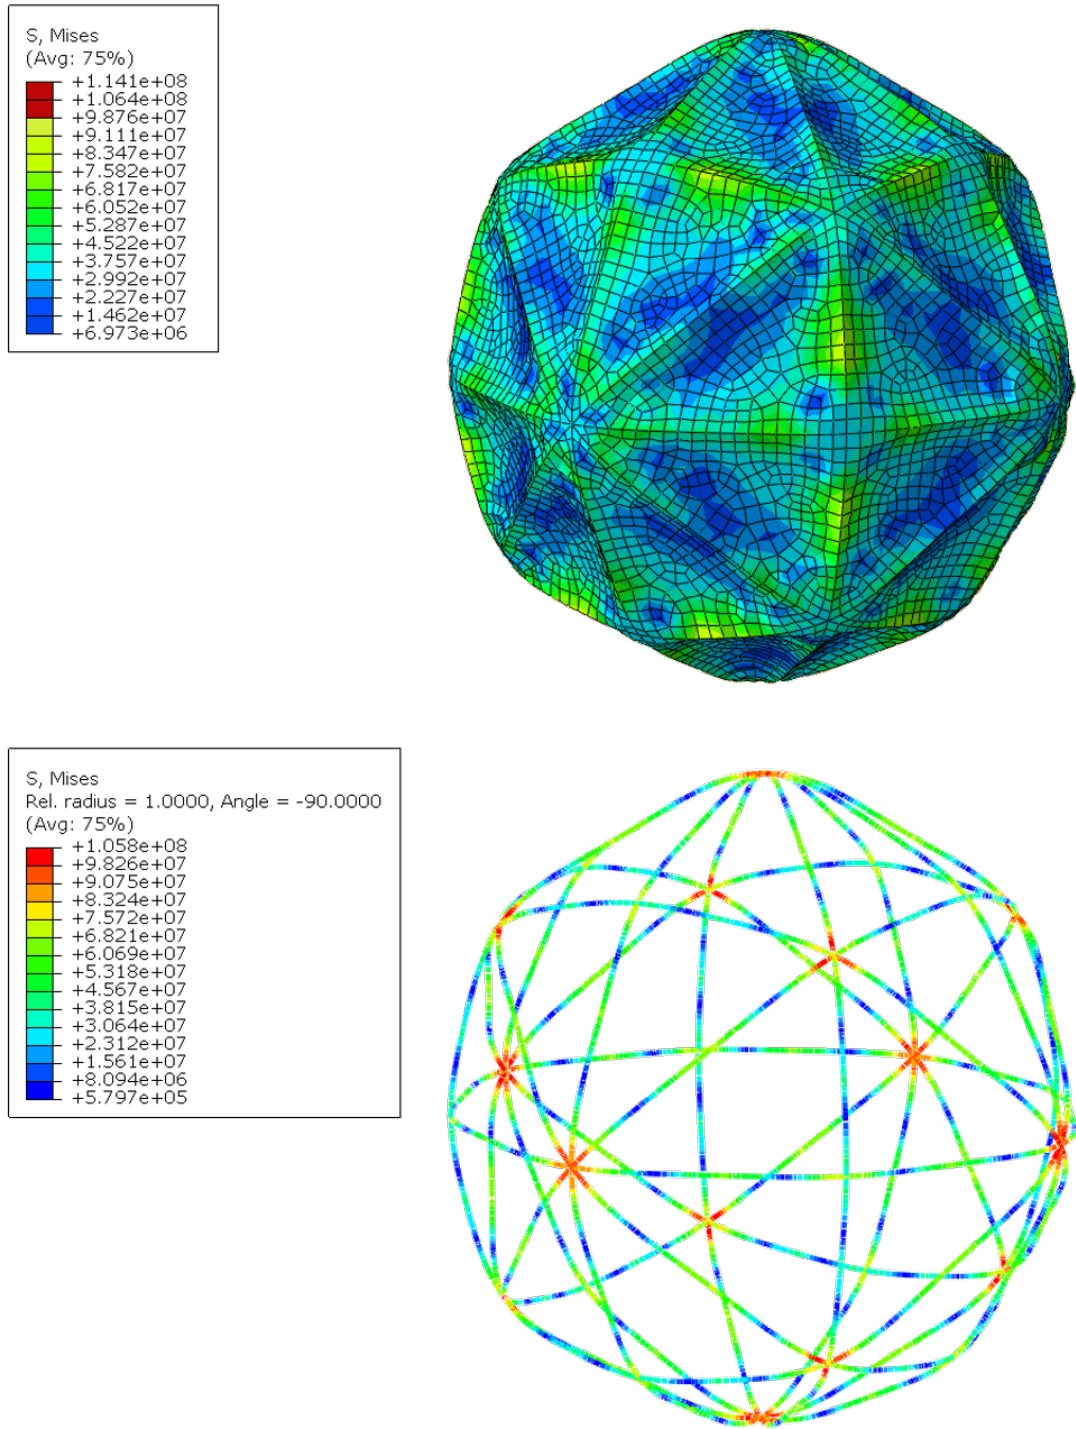 S, Mises
(Avg: 75%)
+1.141e+08
+1.064e+08
+9.876e+07
+9.111e+07
+8.347e+07
+7.582e+07
+6.817e+07
+6.052e+07
+5.287e+07
+4.522e+07
+3.757e+07
+2.992e+07
+2.227e+07
+1.462e+07
+6.973e+06
S, Mises
Rel. radius = 1.0000, Angle = -90.0000
(Avg: 75%)
+1.058e+08
+9.826e+07
+9.075e+07
+8.324e+07
+7.572e+07
+6.821e+07
+6.069e+07
+5.318e+07
+4.567e+07
+3.815e+07
+3.064e+07
+2.312e+07
+1.561e+07
+8.094e+06
+5.797e+05